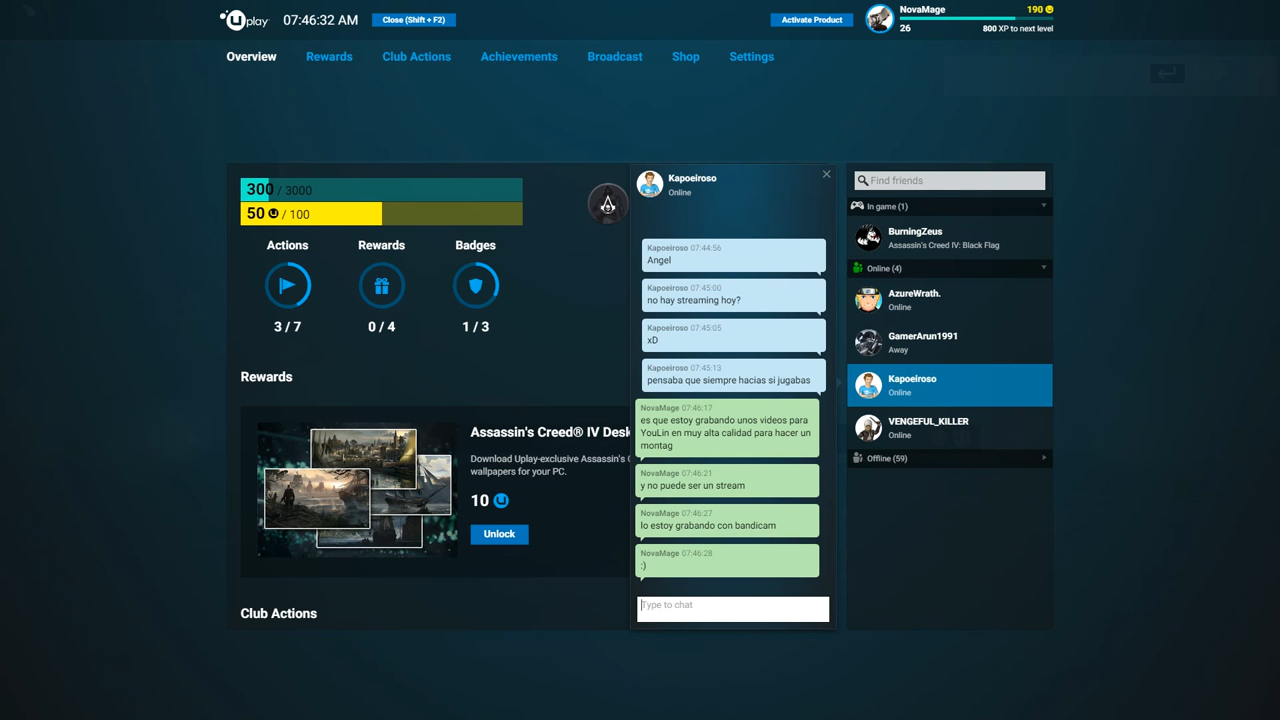 uplay 07:46:32 AM Close (Shift + F2) Activate Product NovaMage 190
26 800 XP to next level
Overview Rewards Club Actions Achievements Broadcast Shop Settings
300 / 3000
50 / 100
Actions Rewards Badges
3 / 7 0 / 4 1 / 3
Rewards
Assassin's Creed® IV Desk
Download Uplay-exclusive Assassin's C
wallpapers for your PC.
10
Unlock
Club Actions
Kapoeiroso
Online
Kapoeiroso 07:44:56
Angel
Kapoeiroso 07:45:00
no hay streaming hoy?
Kapoeiroso 07:45:05
xD
Kapoeiroso 07:45:13
pensaba que siempre hacias si jugabas
NovaMage 07:46:17
es que estoy grabando unos videos para
YouLin en muy alta calidad para hacer un
montag
NovaMage 07:46:21
y no puede ser un stream
NovaMage 07:46:27
lo estoy grabando con bandicam
NovaMage 07:46:28
:)
Type to chat
Find friends
In game (1)
BurningZeus
Assassin's Creed IV: Black Flag
Online (4)
AzureWrath.
Online
GamerArun1991
Away
Kapoeiroso
Online
VENGEFUL_KILLER
Online
Offline (59)